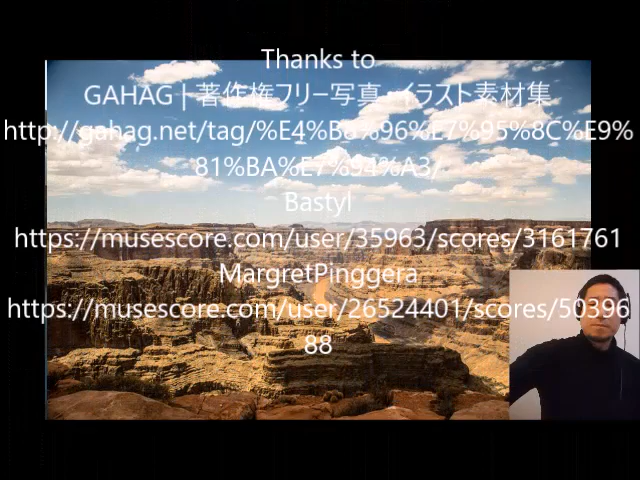 Thanks to
GAHAG | 著作権フリー写真・イラスト素材集
http://gahag.net/tag/%E4%B8%96%E7%95%8C%E9%
81%BA%E7%94%A3/
Bastyl
https://musescore.com/user/35963/scores/3161761
MargretPinggera
https://musescore.com/user/26524401/scores/50396
88